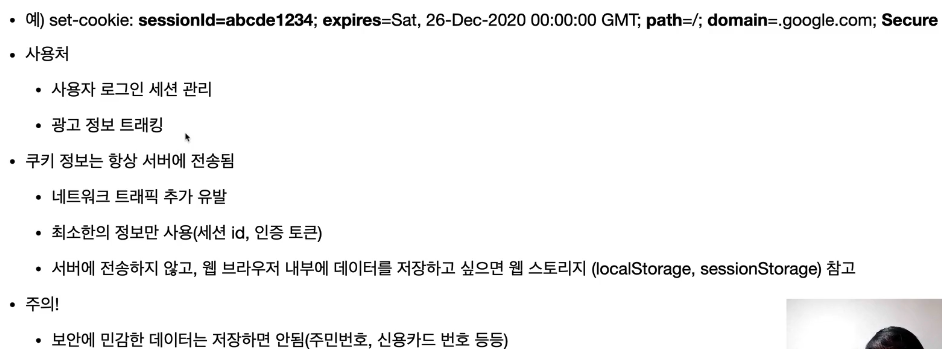 • 예) set-cookie: sessionId=abcde1234; expires=Sat, 26-Dec-2020 00:00:00 GMT; path=/; domain=.google.com; Secure
• 사용처
• 사용자 로그인 세션 관리
• 광고 정보 트래킹
• 쿠키 정보는 항상 서버에 전송됨
• 네트워크 트래픽 추가 유발
• 최소한의 정보만 사용(세션 id, 인증 토큰)
• 서버에 전송하지 않고, 웹 브라우저 내부에 데이터를 저장하고 싶으면 웹 스토리지 (localStorage, sessionStorage) 참고
• 주의!
• 보안에 민감한 데이터는 저장하면 안됨(주민번호, 신용카드 번호 등등)